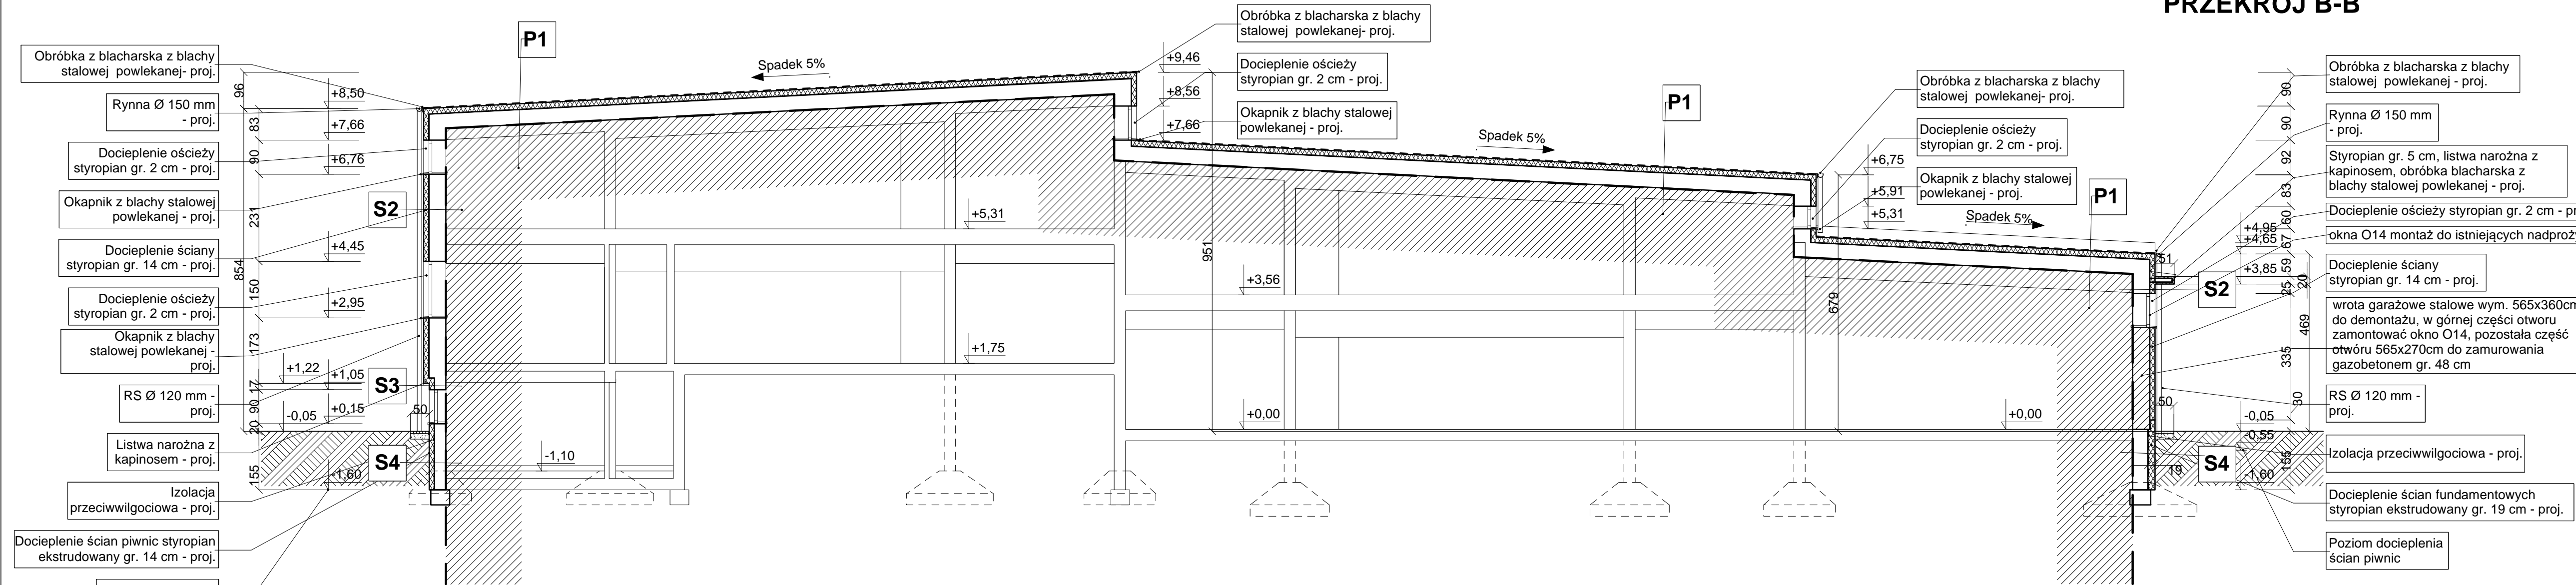 PRZEKRÓJ B-B
Obróbka z blacharska z blachy
stalowej powlekanej- proj.
Rynna Ø 150 mm
- proj.
Docieplenie ościeży
styropian gr. 2 cm - proj.
Okapnik z blachy stalowej
powlekanej - proj.
Docieplenie ściany
styropian gr. 14 cm - proj.
Docieplenie ościeży
styropian gr. 2 cm - proj.
Okapnik z blachy
stalowej powlekanej -
proj.
RS Ø 120 mm -
proj.
Listwa narożna z
kapinosem - proj.
Izolacja
przeciwwilgociowa - proj.
Docieplenie ścian piwnic styropian
ekstrudowany gr. 14 cm - proj.
96
83
90
231
854
150
173
17
90
20
155
+8,50
+7,66
+6,76
+4,45
+2,95
+1,22
+1,05
+0,15
-0,05
-1,60
50
S2
S3
S4
P1
Spadek 5%
+5,31
+1,75
-1,10
Obróbka z blacharska z blachy
stalowej powlekanej- proj.
Docieplenie ościeży
styropian gr. 2 cm - proj.
Okapnik z blachy stalowej
powlekanej - proj.
+9,46
+8,56
+7,66
951
Spadek 5%
P1
+3,56
+0,00
Obróbka z blacharska z blachy
stalowej powlekanej- proj.
Docieplenie ościeży
styropian gr. 2 cm - proj.
Okapnik z blachy stalowej
powlekanej - proj.
+6,75
+5,91
+5,31
679
Spadek 5%
P1
+0,00
51
S2
50
19
S4
+4,95
+4,65
+3,85
-0,05
-0,55
-1,60
90
90
92
83
60
67
59
25
20
335
469
30
155
Obróbka z blacharska z blachy
stalowej powlekanej - proj.
Rynna Ø 150 mm
- proj.
Styropian gr. 5 cm, listwa narożna z
kapinosem, obróbka blacharska z
blachy stalowej powlekanej - proj.
Docieplenie ościeży styropian gr. 2 cm -
okna O14 montaż do istniejących
Docieplenie ściany
styropian gr. 14 cm - proj.
wrota garażowe stalowe wym. 565x360cm
do demontażu, w górnej części otworu
zamontować okno O14, pozostała część
otwóru 565x270cm do zamurowania
gazobetonem gr. 48 cm
RS Ø 120 mm -
proj.
Izolacja przeciwwilgociowa - proj.
Docieplenie ścian fundamentowych
styropian ekstrudowany gr. 19 cm - proj.
Poziom docieplenia
ścian piwnic